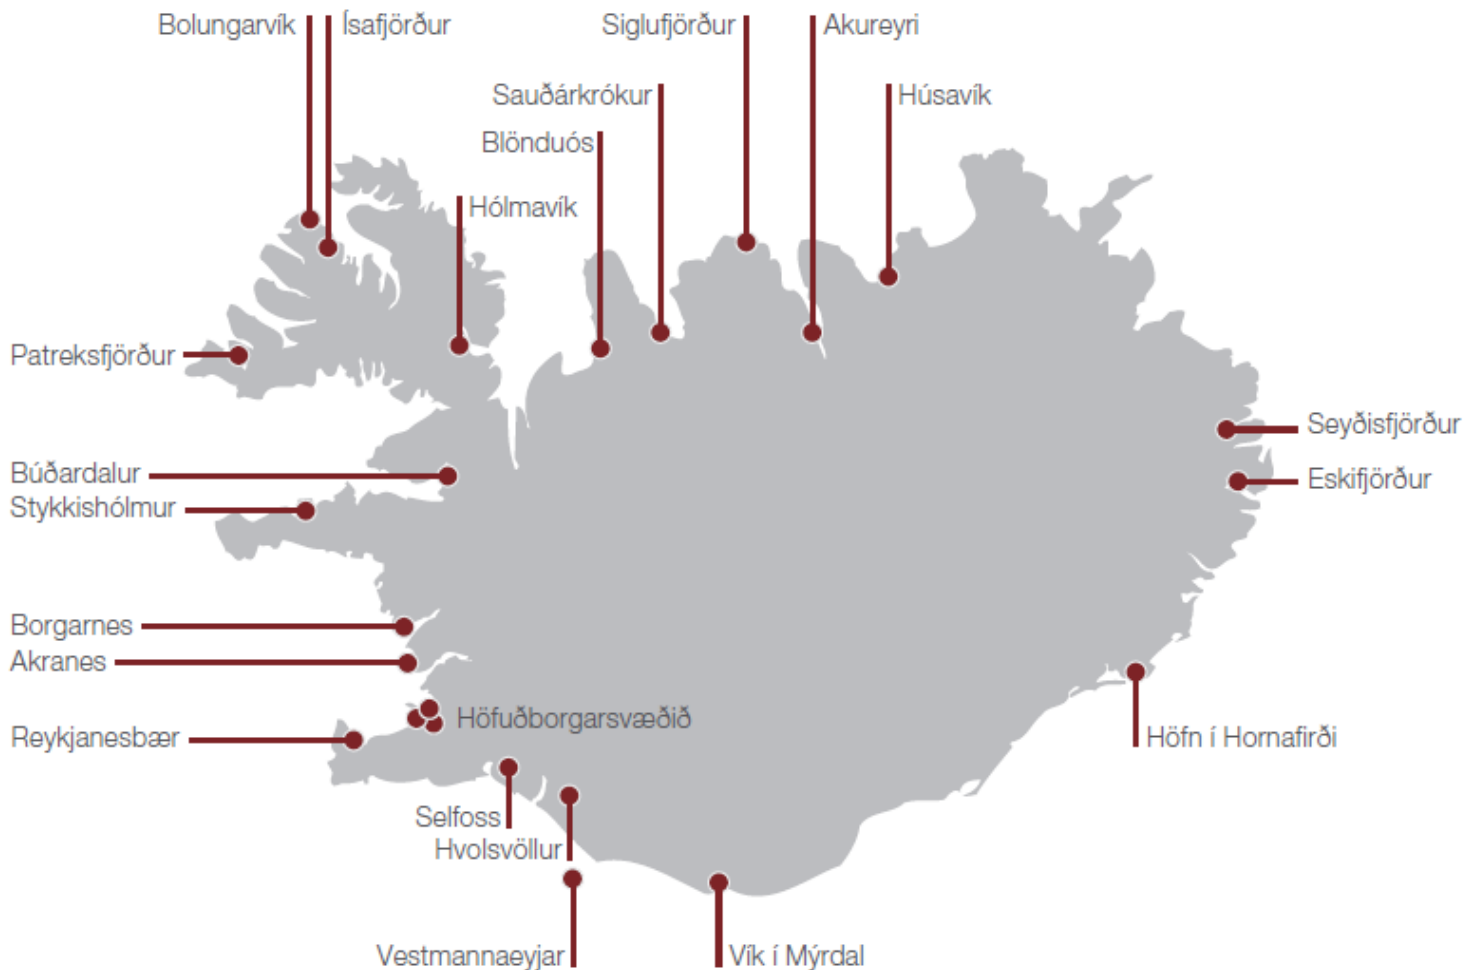 Bolungarvík
Ísafjörður
Siglufjörður
Akureyri
Sauðárkrókur
Húsavík
Blönduós
Hólmavík
Patreksfjörður
Seyðisfjörður
Búðardalur
Eskifjörður
Stykkishólmur
Borgarnes
Akranes
Höfuðborgarsvæðið
Reykjanesbær
Höfn í Hornafirði
Selfoss
Hvolsvöllur
Vestmannaeyjar
Vík í Mýrdal